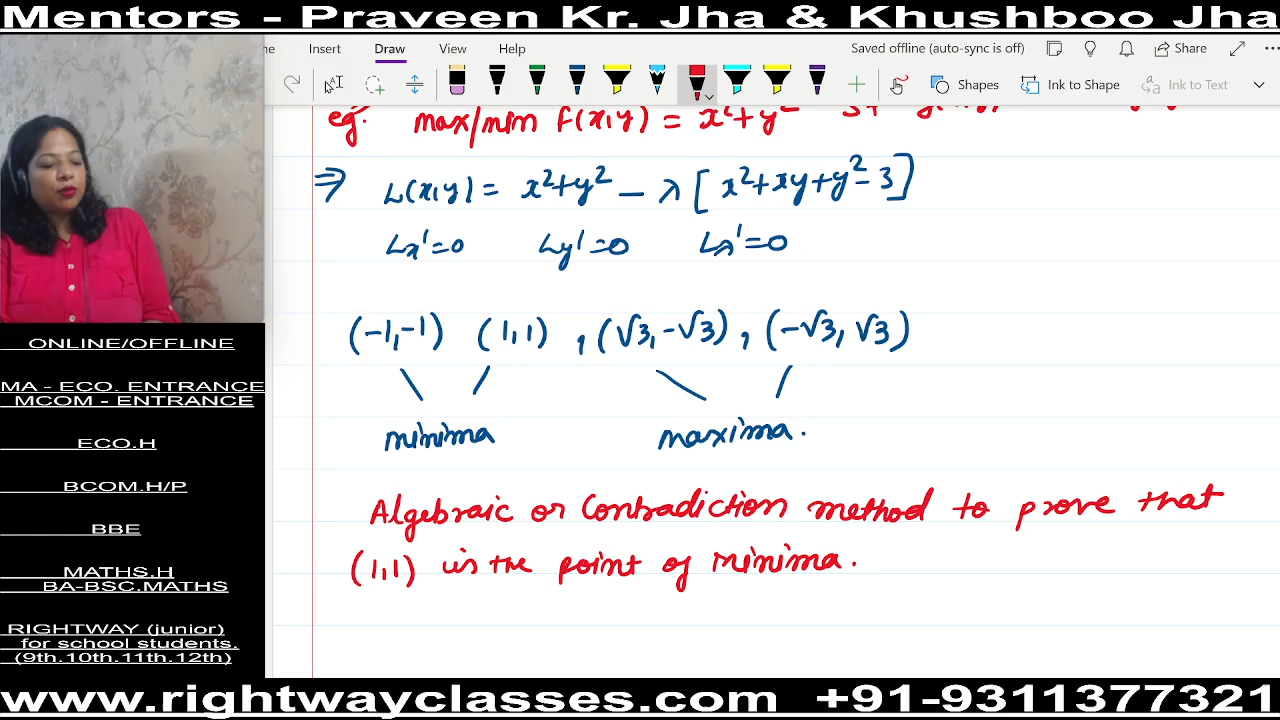 Mentors - Praveen Kr. Jha & Khushboo Jha
Insert Draw View Help Saved offline (auto-sync is off) Share
Shapes Ink to Shape Ink to Text
eg. max/min f(x,y) = x²+y²
⇒ L(x,y) = x²+y² - λ [x²+xy+y²-3]
Lx'=0 Ly'=0 Lλ'=0
(-1,-1) (1,1) , (√3,-√3) , (-√3, √3)
minima maxima.
Algebraic or Contradiction method to prove that
(1,1) is the point of minima.
ONLINE/OFFLINE
MA - ECO. ENTRANCE
MCOM - ENTRANCE
ECO.H
BCOM.H/P
BBE
MATHS.H
BA-BSC.MATHS
RIGHTWAY (junior)
for school students.
(9th.10th.11th.12th)
www.rightwayclasses.com +91-9311377321